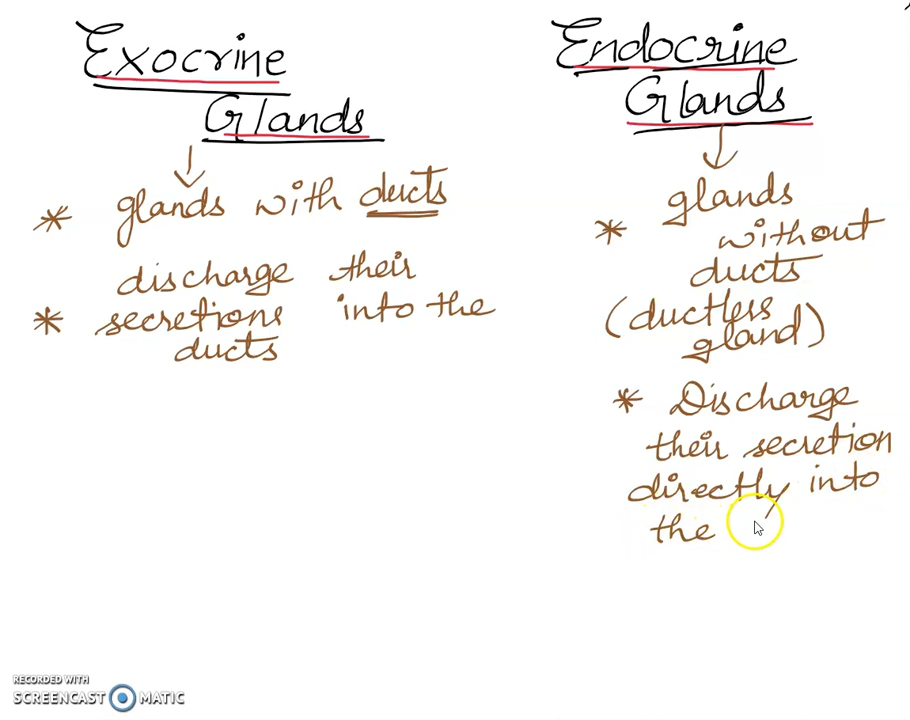 Exocrine
Glands
* glands with ducts
discharge their
* secretions into the
ducts
Endocrine
Glands
glands
* without
ducts
(ductless
gland)
* Discharge
their secretion
directly into
the
RECORDED WITH
SCREENCAST MATIC